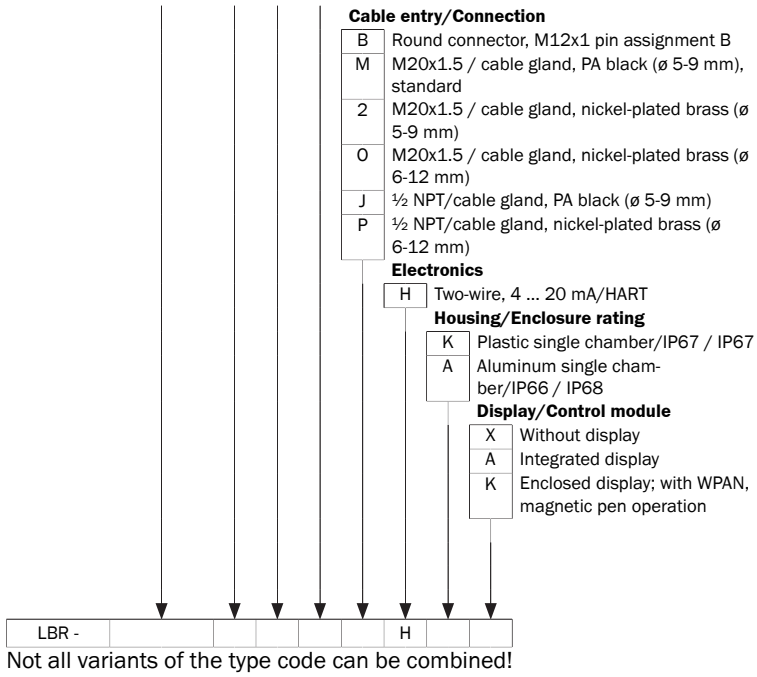 Cable entry/Connection
B Round connector, M12x1 pin assignment B
M M20x1.5 / cable gland, PA black (ø 5-9 mm),
standard
2 M20x1.5 / cable gland, nickel-plated brass (ø
5-9 mm)
0 M20x1.5 / cable gland, nickel-plated brass (ø
6-12 mm)
J ½ NPT/cable gland, PA black (ø 5-9 mm)
P ½ NPT/cable gland, nickel-plated brass (ø
6-12 mm)
Electronics
H Two-wire, 4 ... 20 mA/HART
Housing/Enclosure rating
K Plastic single chamber/IP67 / IP67
A Aluminum single cham-
ber/IP66 / IP68
Display/Control module
X Without display
A Integrated display
K Enclosed display; with WPAN,
magnetic pen operation
LBR - H
Not all variants of the type code can be combined!